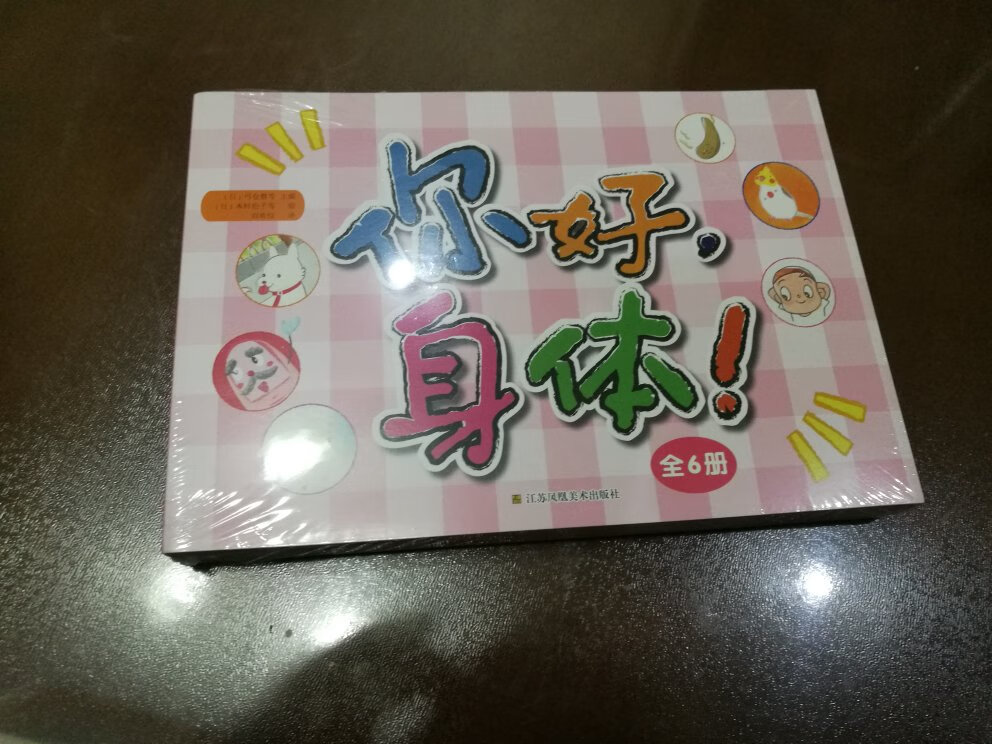 你好，
身体！
全6册
江苏凤凰美术出版社